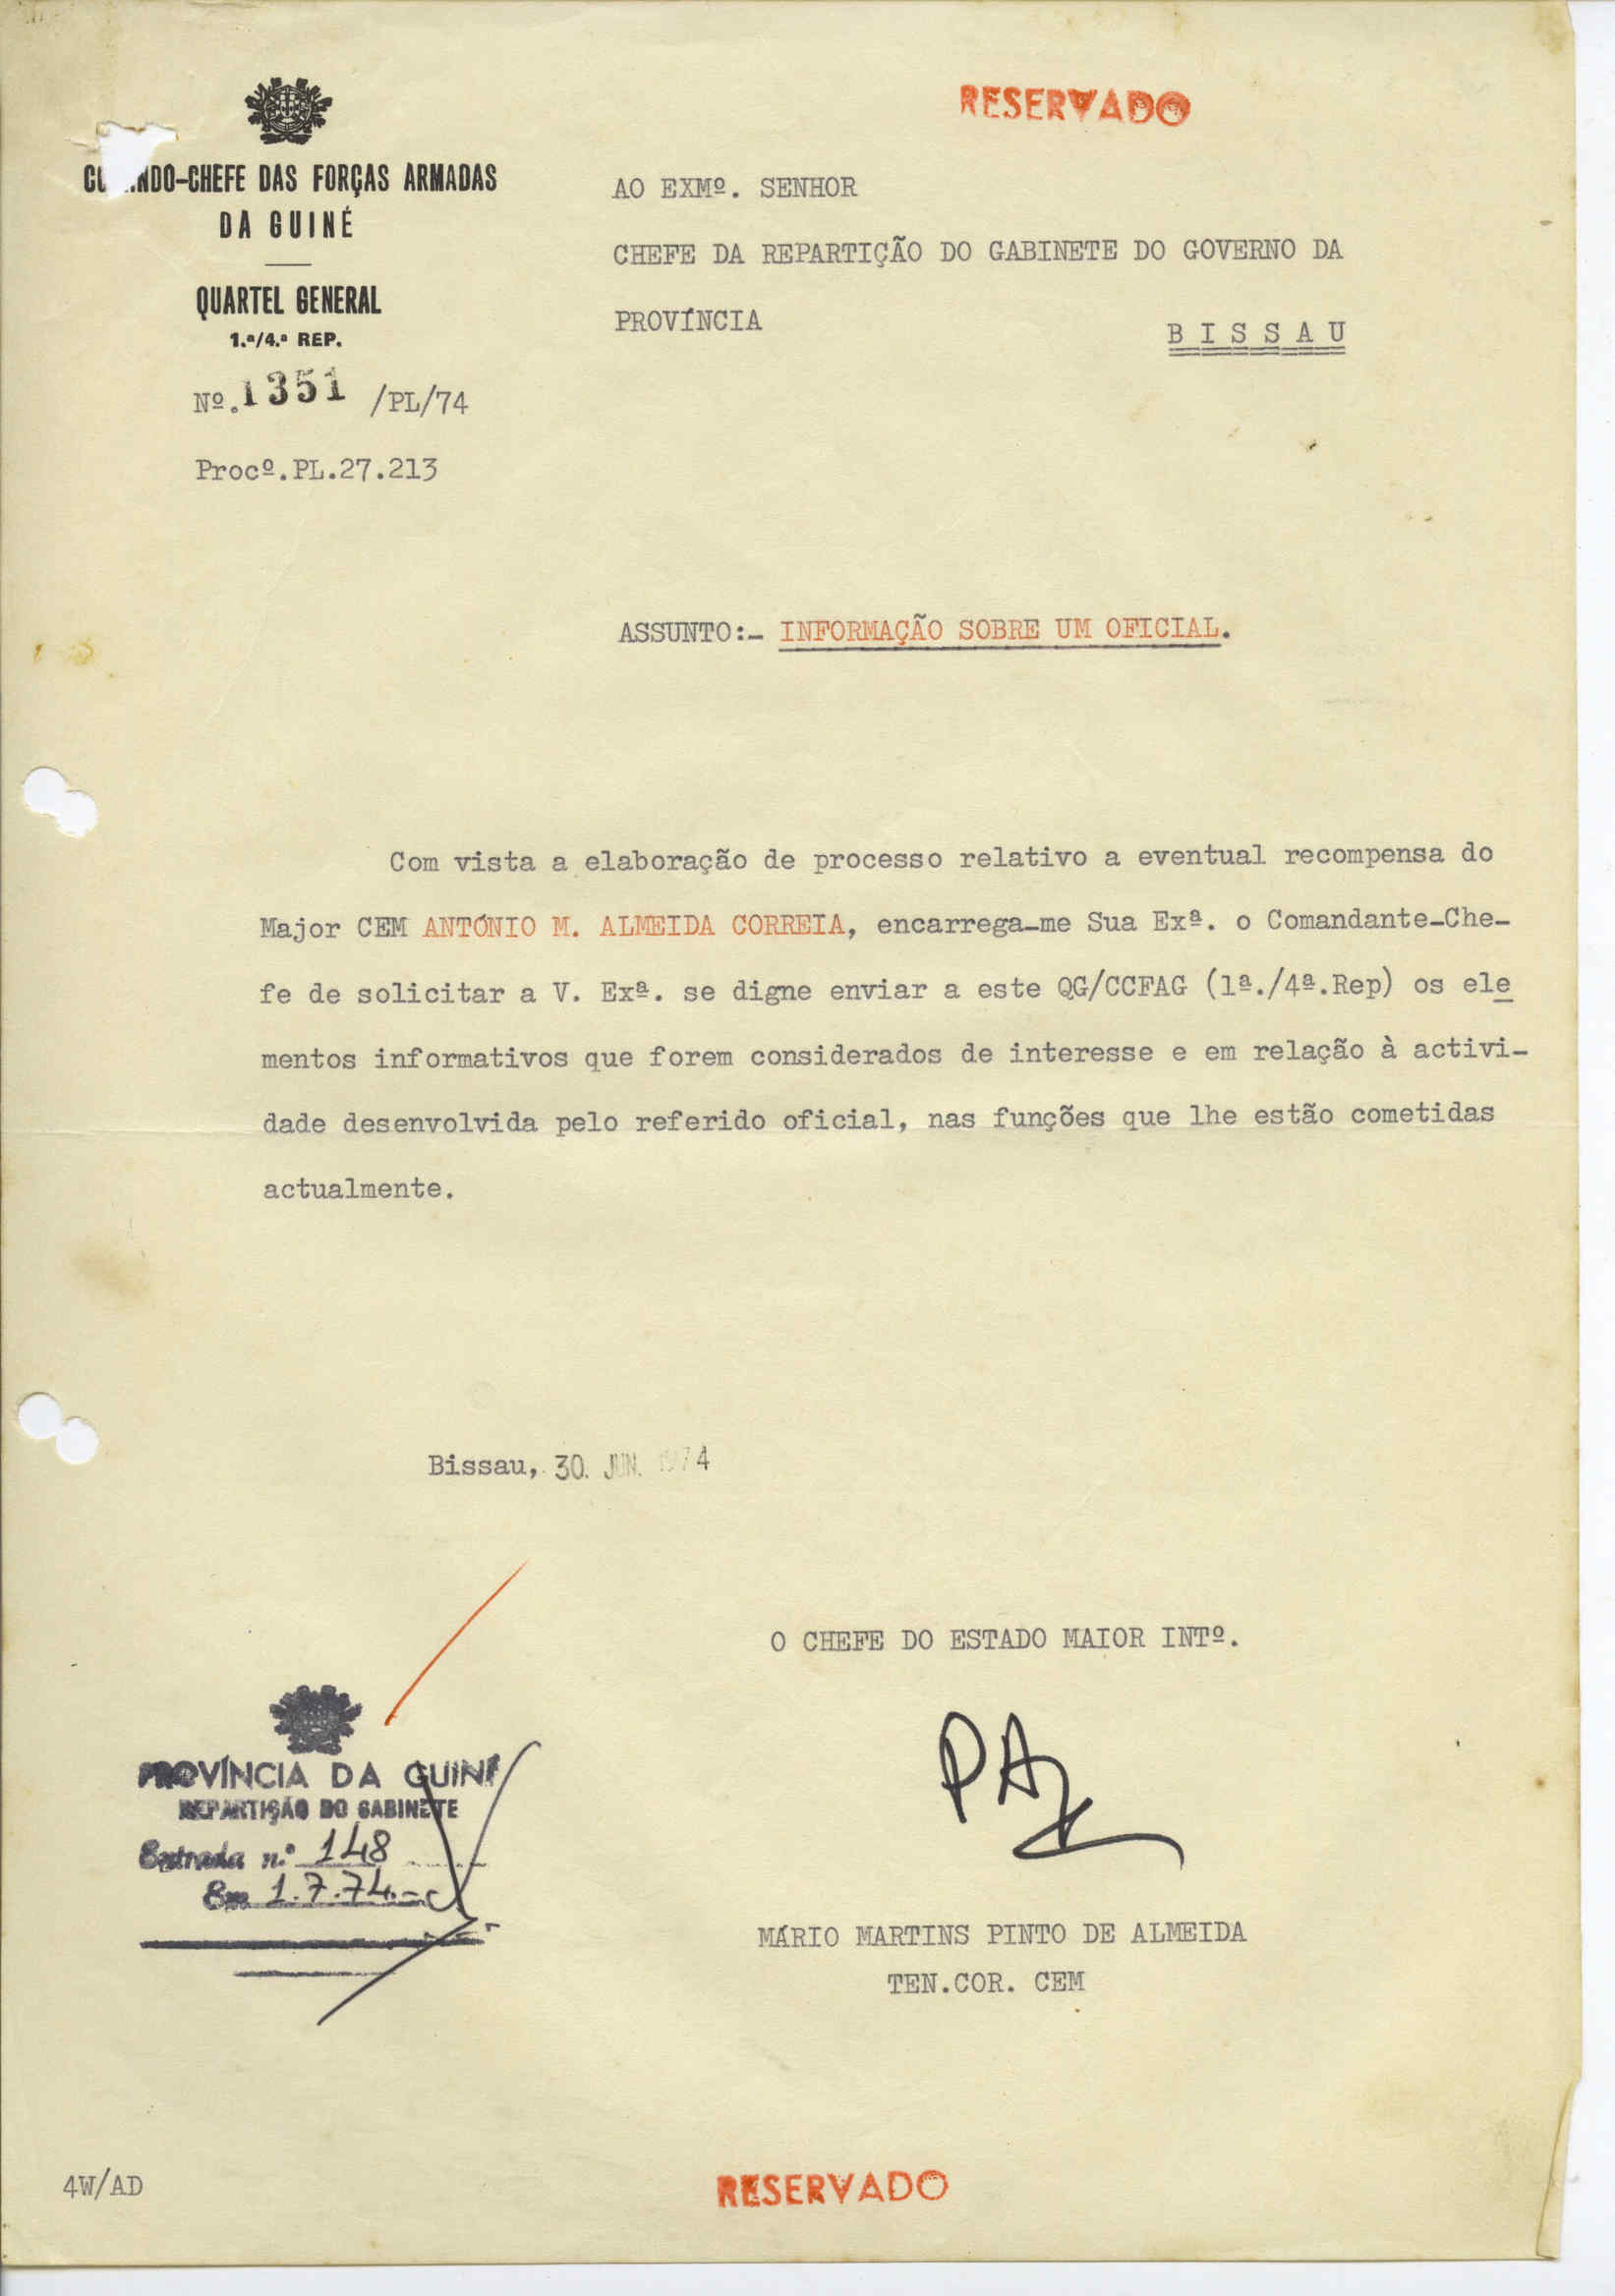 RESERVADO
COMANDO-CHEFE DAS FORÇAS ARMADAS
DA GUINÉ
QUARTEL GENERAL
1.ª/4.ª REP.
Nº.1351 /PL/74
Procº.PL.27.213
AO EXMº. SENHOR
CHEFE DA REPARTIÇÃO DO GABINETE DO GOVERNO DA
PROVÍNCIA
B I S S A U
ASSUNTO:- INFORMAÇÃO SOBRE UM OFICIAL.
Com vista a elaboração de processo relativo a eventual recompensa do
Major CEM ANTÓNIO M. ALMEIDA CORREIA, encarrega-me Sua Exª. o Comandante-Che-
fe de solicitar a V. Exª. se digne enviar a este QG/CCFAG (1ª./4ª.Rep) os ele
mentos informativos que forem considerados de interesse e em relação à activi-
dade desenvolvida pelo referido oficial, nas funções que lhe estão cometidas
actualmente.
Bissau, 30. JUN. 1974
O CHEFE DO ESTADO MAIOR INTº.
PA
MÁRIO MARTINS PINTO DE ALMEIDA
TEN.COR. CEM
PROVÍNCIA DA GUINÉ
REPARTIÇÃO DO GABINETE
Entrada n.º 148
Em 1.7.74.-
4W/AD
RESERVADO